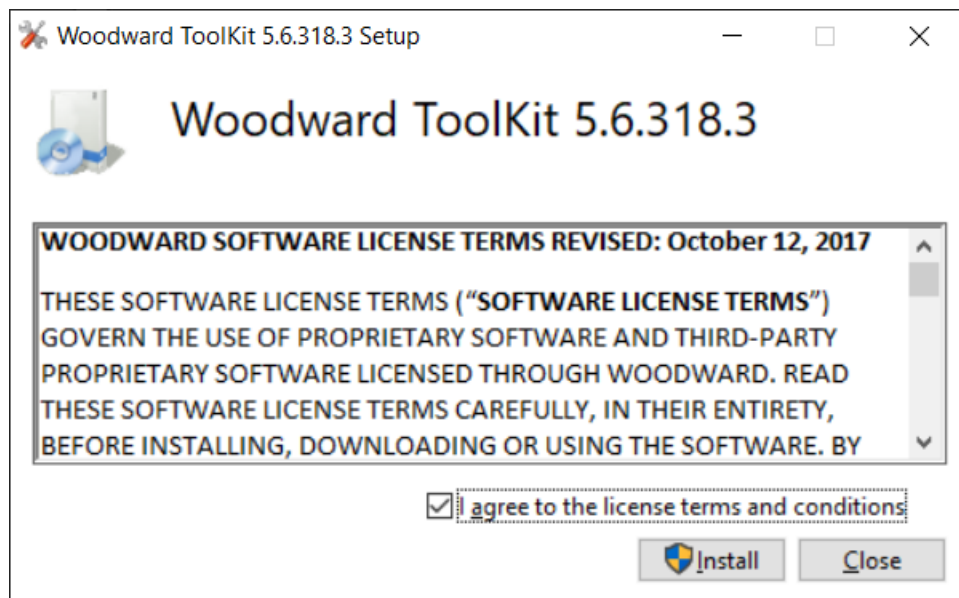 Woodward ToolKit 5.6.318.3 Setup
Woodward ToolKit 5.6.318.3
WOODWARD SOFTWARE LICENSE TERMS REVISED: October 12, 2017
THESE SOFTWARE LICENSE TERMS (“SOFTWARE LICENSE TERMS”)
GOVERN THE USE OF PROPRIETARY SOFTWARE AND THIRD-PARTY
PROPRIETARY SOFTWARE LICENSED THROUGH WOODWARD. READ
THESE SOFTWARE LICENSE TERMS CAREFULLY, IN THEIR ENTIRETY,
BEFORE INSTALLING, DOWNLOADING OR USING THE SOFTWARE. BY
I agree to the license terms and conditions
Install
Close